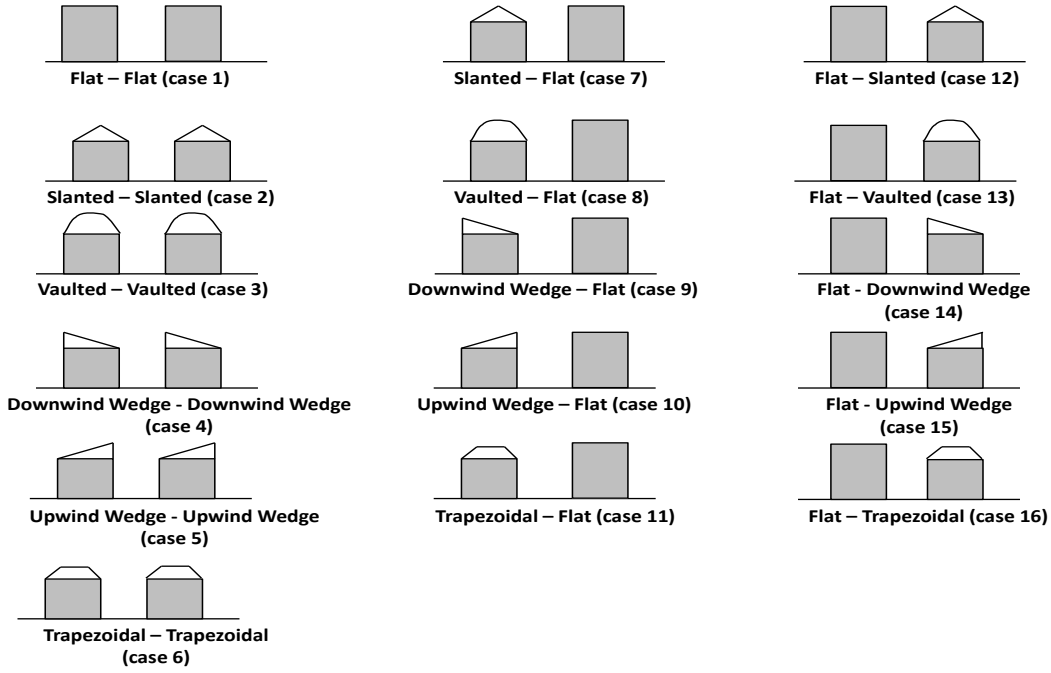 Flat – Flat (case 1)
Slanted – Flat (case 7)
Flat – Slanted (case 12)
Slanted – Slanted (case 2)
Vaulted – Flat (case 8)
Flat – Vaulted (case 13)
Vaulted – Vaulted (case 3)
Downwind Wedge – Flat (case 9)
Flat - Downwind Wedge
(case 14)
Downwind Wedge - Downwind Wedge
(case 4)
Upwind Wedge – Flat (case 10)
Flat - Upwind Wedge
(case 15)
Upwind Wedge - Upwind Wedge
(case 5)
Trapezoidal – Flat (case 11)
Flat – Trapezoidal (case 16)
Trapezoidal – Trapezoidal
(case 6)